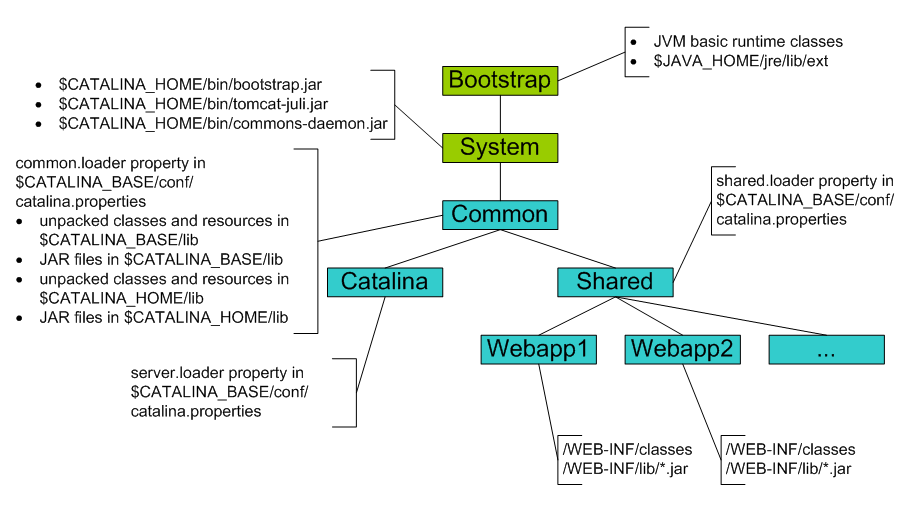 JVM basic runtime classes
$JAVA_HOME/jre/lib/ext
Bootstrap
$CATALINA_HOME/bin/bootstrap.jar
$CATALINA_HOME/bin/tomcat-juli.jar
$CATALINA_HOME/bin/commons-daemon.jar
System
common.loader property in
$CATALINA_BASE/conf/
catalina.properties
unpacked classes and resources in
$CATALINA_BASE/lib
JAR files in $CATALINA_BASE/lib
unpacked classes and resources in
$CATALINA_HOME/lib
JAR files in $CATALINA_HOME/lib
Common
shared.loader property in
$CATALINA_BASE/conf/
catalina.properties
Catalina
Shared
Webapp1
Webapp2
...
server.loader property in
$CATALINA_BASE/conf/
catalina.properties
/WEB-INF/classes
/WEB-INF/lib/*.jar
/WEB-INF/classes
/WEB-INF/lib/*.jar